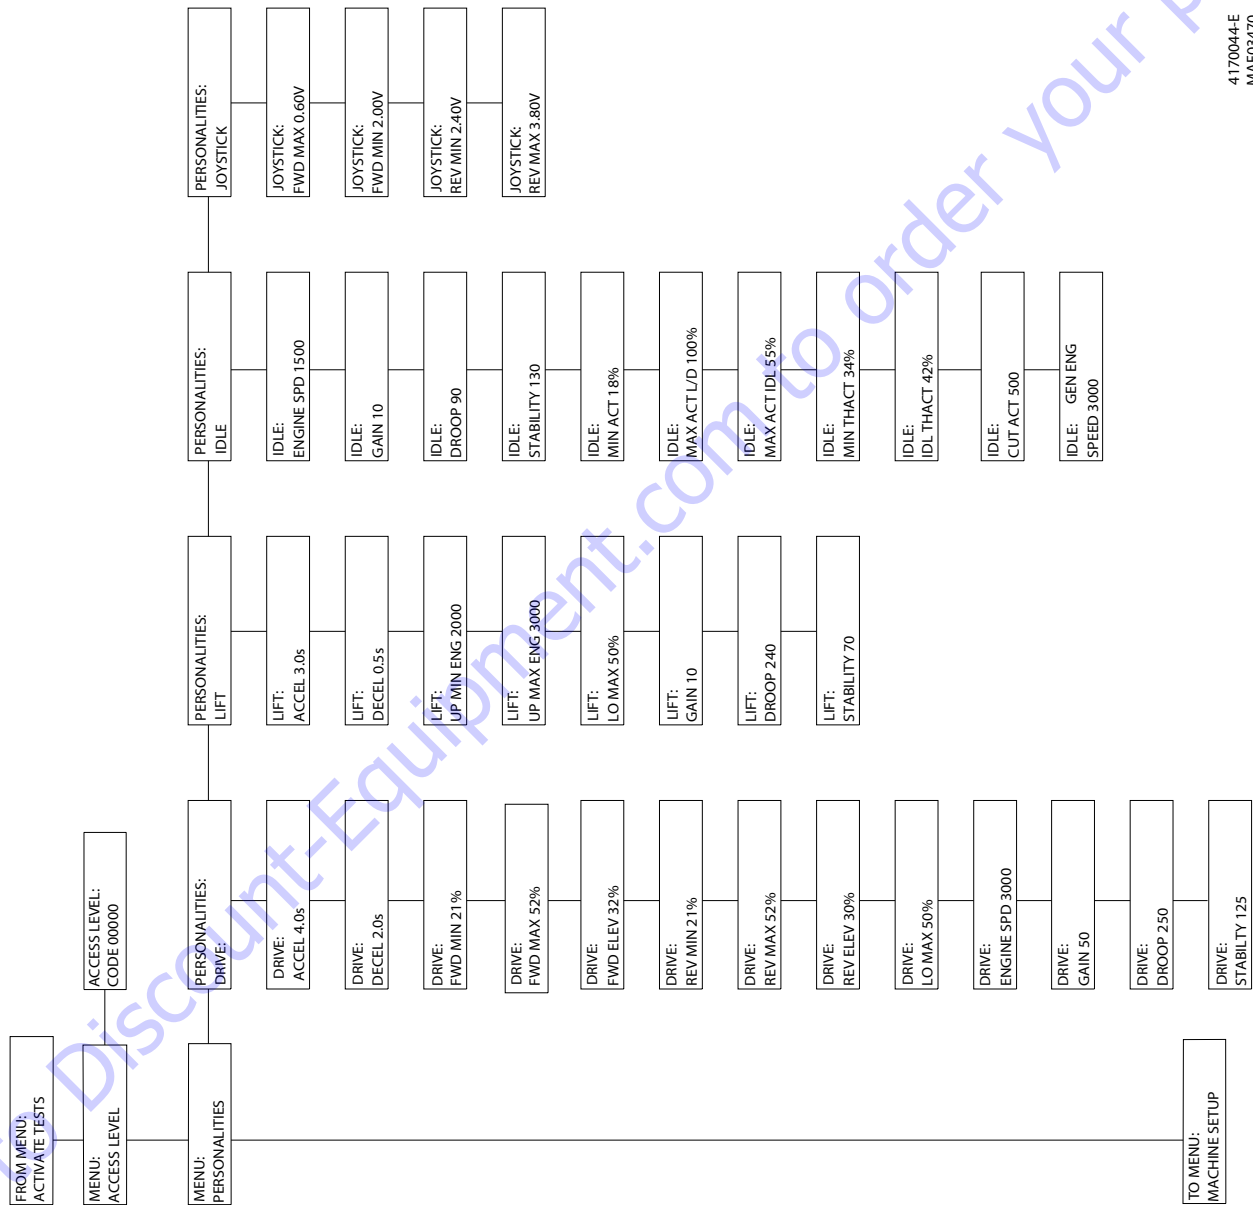 FROM MENU:
ACTIVATE TESTS
MENU:
ACCESS LEVEL
ACCESS LEVEL:
CODE 00000
MENU:
PERSONALITIES
PERSONALITIES:
DRIVE:
DRIVE:
ACCEL 4.0s
DRIVE:
DECEL 2.0s
DRIVE:
FWD MIN 21%
DRIVE:
FWD MAX 52%
DRIVE:
FWD ELEV 32%
DRIVE:
REV MIN 21%
DRIVE:
REV MAX 52%
DRIVE:
REV ELEV 30%
DRIVE:
LO MAX 50%
DRIVE:
ENGINE SPD 3000
DRIVE:
GAIN 50
DRIVE:
DROOP 250
DRIVE:
STABILTY 125
PERSONALITIES:
LIFT
LIFT:
ACCEL 3.0s
LIFT:
DECEL 0.5s
LIFT:
UP MIN ENG 2000
LIFT:
UP MAX ENG 3000
LIFT:
LO MAX 50%
LIFT:
GAIN 10
LIFT:
DROOP 240
LIFT:
STABILITY 70
PERSONALITIES:
IDLE
IDLE:
ENGINE SPD 1500
IDLE:
GAIN 10
IDLE:
DROOP 90
IDLE:
STABILITY 130
IDLE:
MIN ACT 18%
IDLE:
MAX ACT L/D 100%
IDLE:
MAX ACT IDL 55%
IDLE:
MIN THACT 34%
IDLE:
IDL THACT 42%
IDLE:
CUT ACT 500
IDLE: GEN ENG
SPEED 3000
PERSONALITIES:
JOYSTICK
JOYSTICK:
FWD MAX 0.60V
JOYSTICK:
FWD MIN 2.00V
JOYSTICK:
REV MIN 2.40V
JOYSTICK:
REV MAX 3.80V
TO MENU:
MACHINE SETUP
4170044-E
MAE03470
to Discount-Equipment.com to order your p